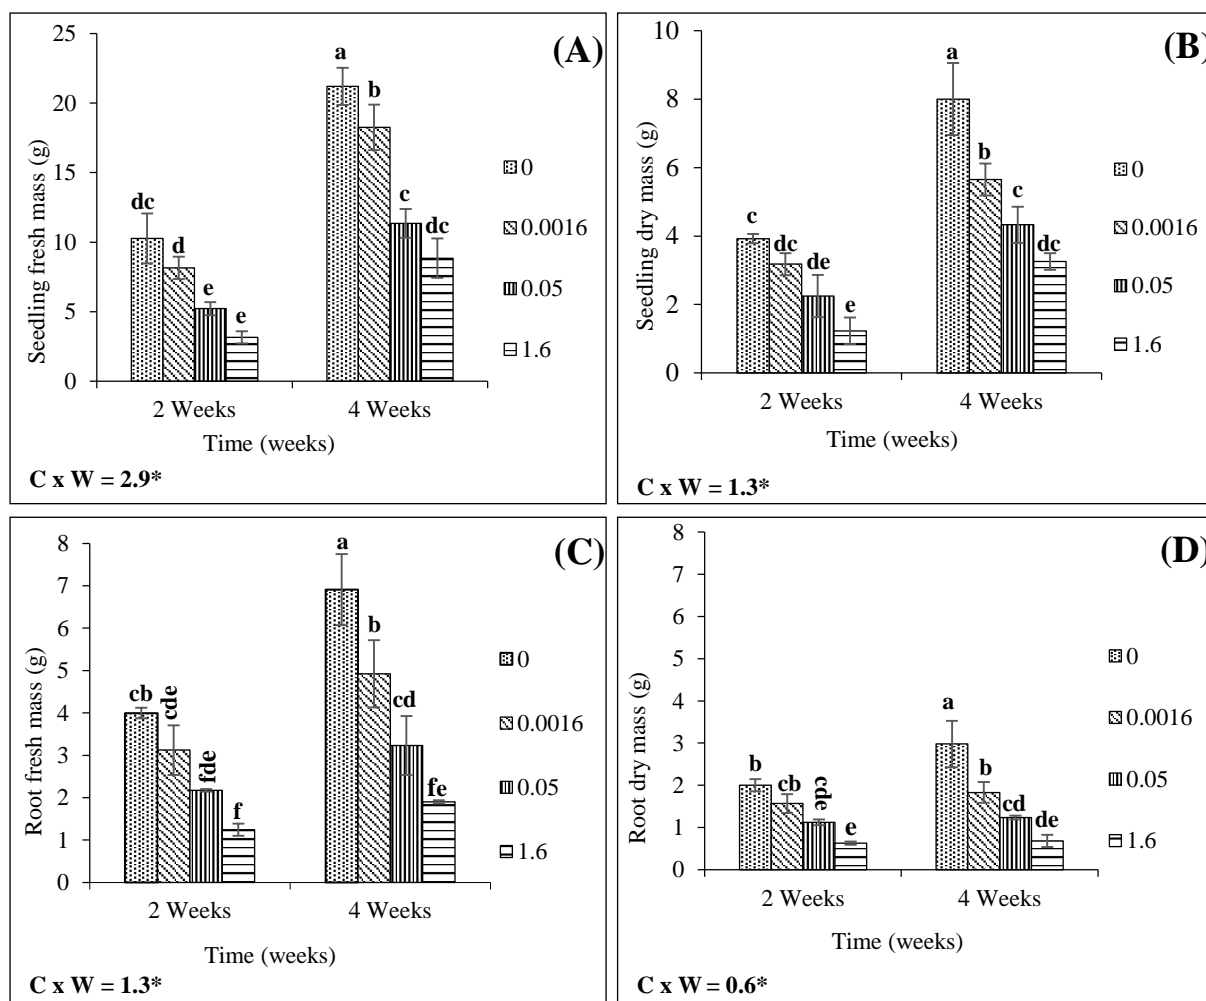 (A)
Seedling fresh mass (g)
25
20
15
10
5
0
dc
d
e
e
a
b
c
dc
0
0.0016
0.05
1.6
2 Weeks
4 Weeks
Time (weeks)
C x W = 2.9*
(B)
Seedling dry mass (g)
10
8
6
4
2
0
c
dc
de
e
a
b
c
dc
0
0.0016
0.05
1.6
2 Weeks
4 Weeks
Time (weeks)
C x W = 1.3*
(C)
Root fresh mass (g)
8
7
6
5
4
3
2
1
0
cb
cde
fde
f
a
b
cd
fe
0
0.0016
0.05
1.6
2 Weeks
4 Weeks
Time (weeks)
C x W = 1.3*
(D)
Root dry mass (g)
8
7
6
5
4
3
2
1
0
b
cb
cde
e
a
b
cd
de
0
0.0016
0.05
1.6
2 Weeks
4 Weeks
Time (weeks)
C x W = 0.6*